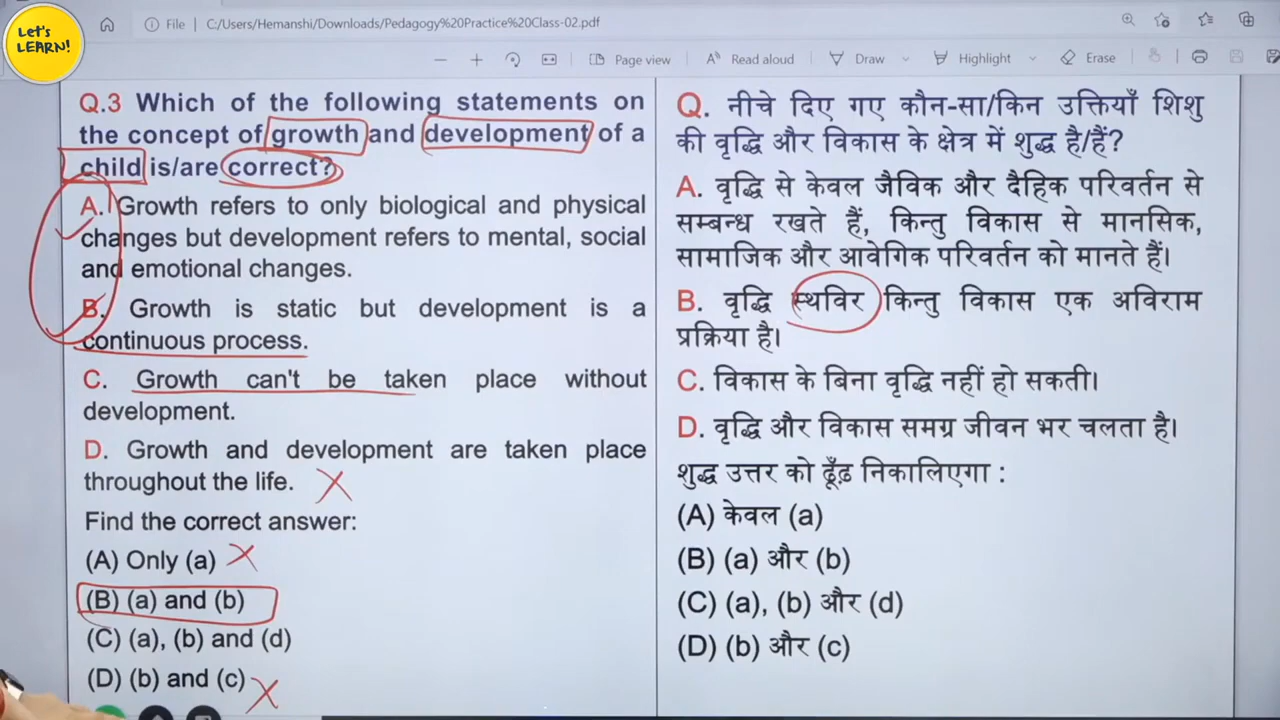 Let's
LEARN!
File
C:/Users/Hemanshi/Downloads/Pedagogy%20Practice%20Class-02.pdf
Page view
Read aloud
Draw
Highlight
Erase
Q.3 Which of the following statements on
the concept of growth and development of a
child is/are correct?
A. Growth refers to only biological and physical
changes but development refers to mental, social
and emotional changes.
B. Growth is static but development is a
continuous process.
C. Growth can't be taken place without
development.
D. Growth and development are taken place
throughout the life.
Find the correct answer:
(A) Only (a)
(B) (a) and (b)
(C) (a), (b) and (d)
(D) (b) and (c)
Q. नीचे दिए गए कौन-सा/किन उक्तियाँ शिशु
की वृद्धि और विकास के क्षेत्र में शुद्ध है/हैं?
A. वृद्धि से केवल जैविक और दैहिक परिवर्तन से
सम्बन्ध रखते हैं, किन्तु विकास से मानसिक,
सामाजिक और आवेगिक परिवर्तन को मानते हैं।
B. वृद्धि स्थविर किन्तु विकास एक अविराम
प्रक्रिया है।
C. विकास के बिना वृद्धि नहीं हो सकती।
D. वृद्धि और विकास समग्र जीवन भर चलता है।
शुद्ध उत्तर को ढूँढ़ निकालिएगा :
(A) केवल (a)
(B) (a) और (b)
(C) (a), (b) और (d)
(D) (b) और (c)